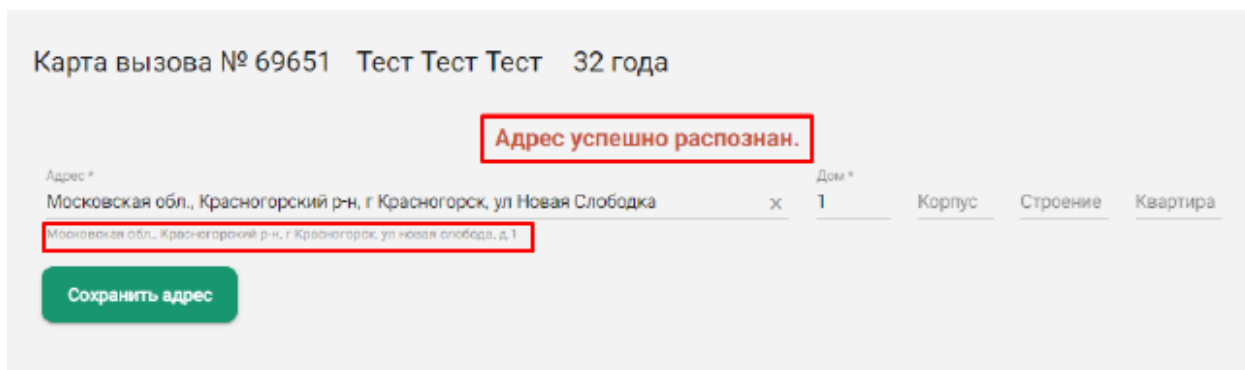 Карта вызова № 69651 Тест Тест Тест 32 года
Адрес успешно распознан.
Адрес * Дом *
Московская обл., Красногорский р-н, г Красногорск, ул Новая Слободка × 1 Корпус Строение Квартира
Московская обл., Красногорский р-н, г Красногорск, ул новая слобода, д 1
Сохранить адрес